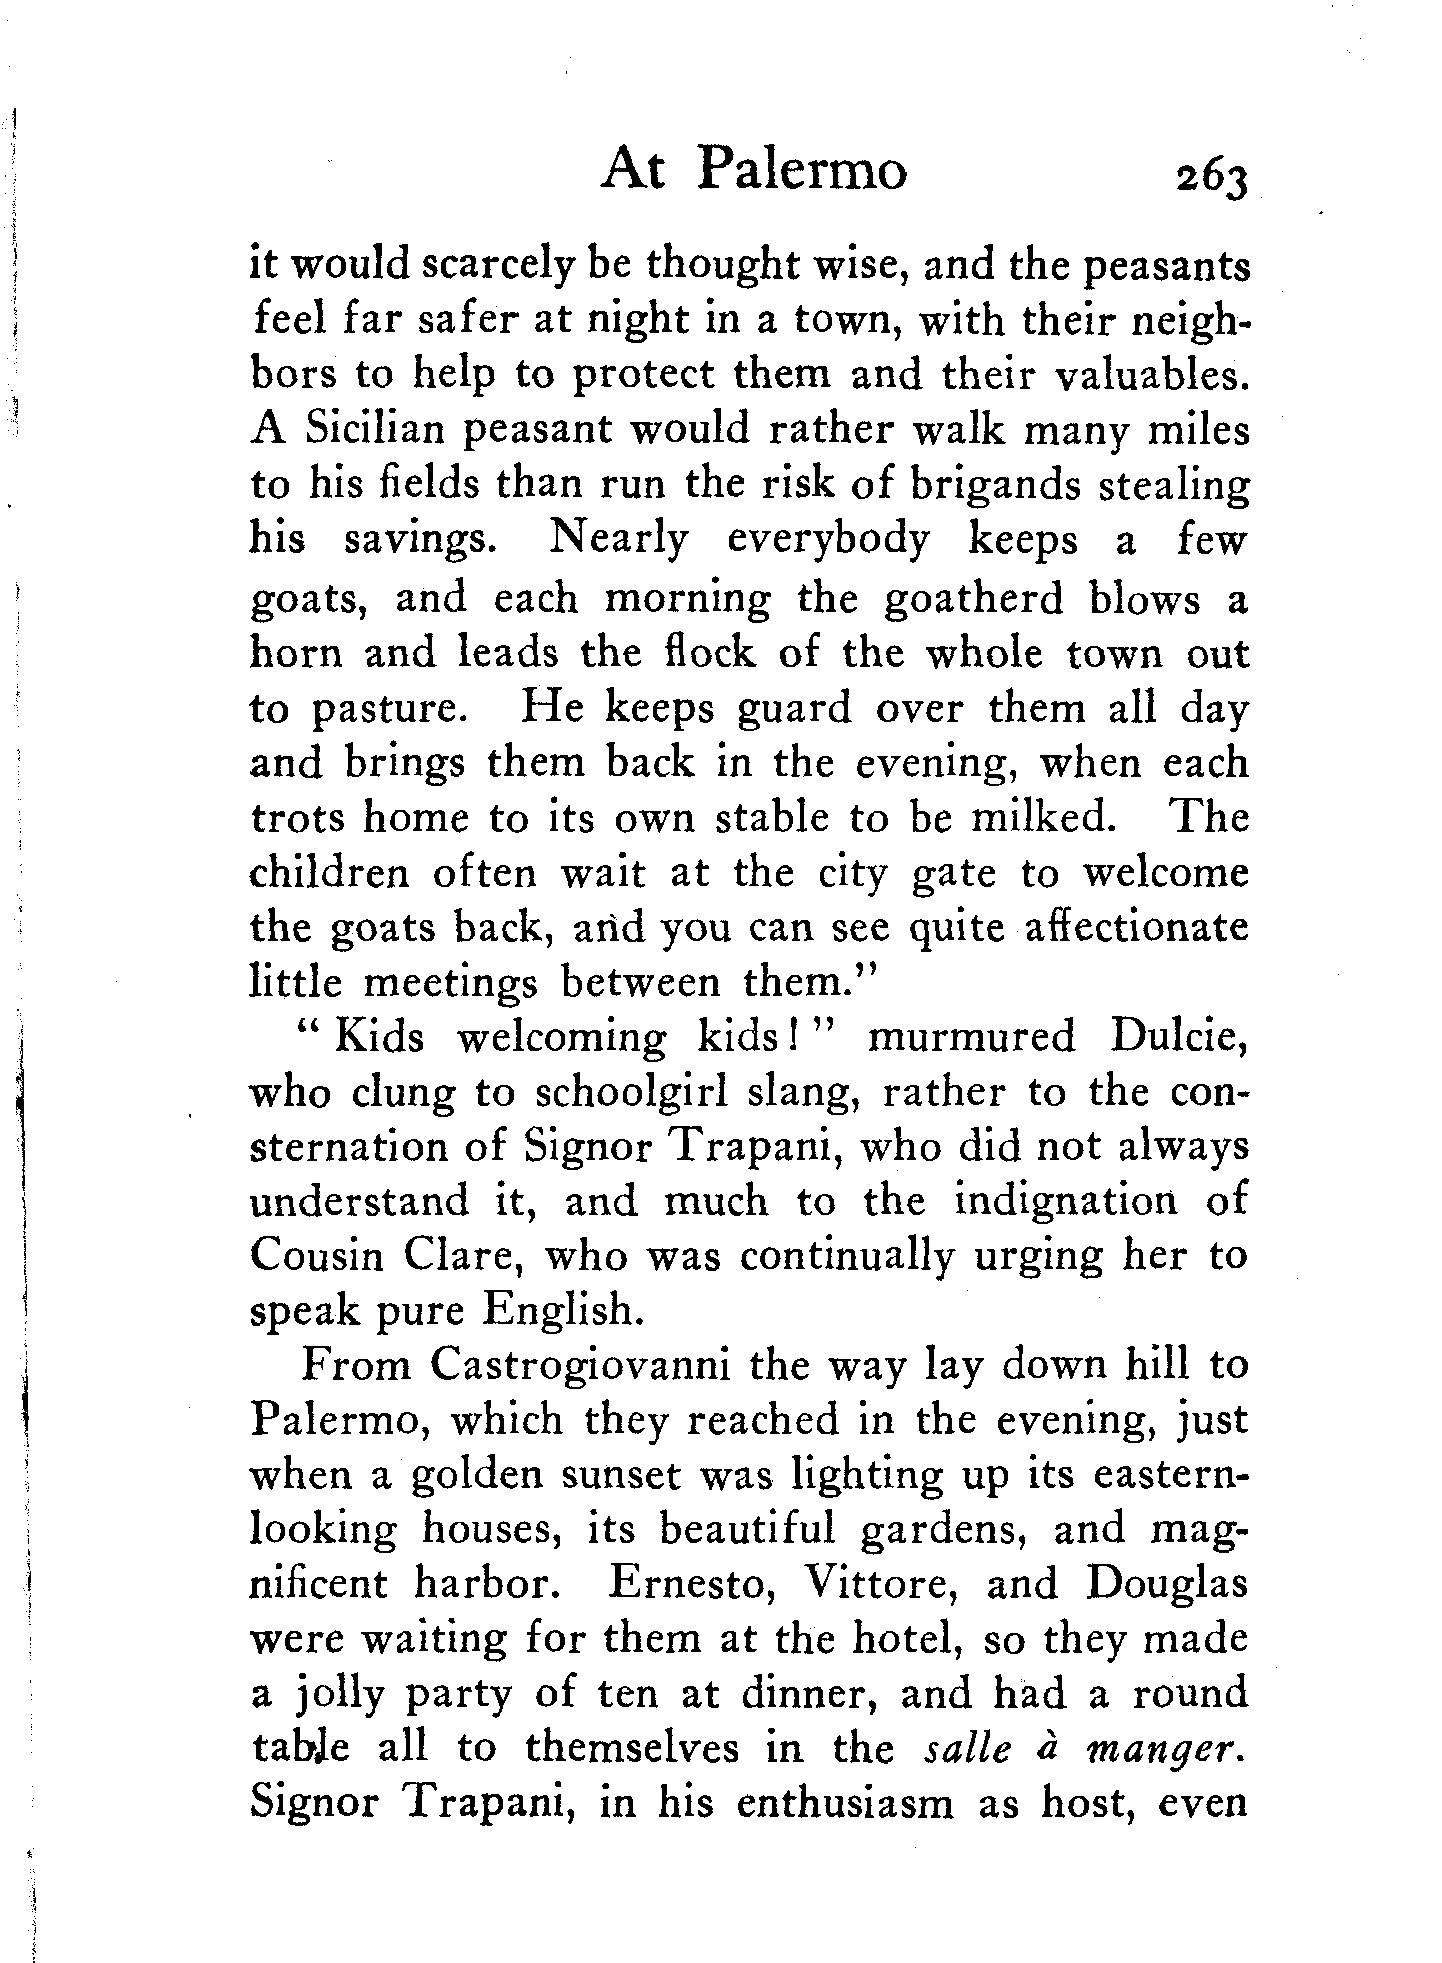 At Palermo 263
it would scarcely be thought wise, and the peasants
feel far safer at night in a town, with their neigh-
bors to help to protect them and their valuables.
A Sicilian peasant would rather walk many miles
to his fields than run the risk of brigands stealing
his savings. Nearly everybody keeps a few
goats, and each morning the goatherd blows a
horn and leads the flock of the whole town out
to pasture. He keeps guard over them all day
and brings them back in the evening, when each
trots home to its own stable to be milked. The
children often wait at the city gate to welcome
the goats back, and you can see quite affectionate
little meetings between them."
"Kids welcoming kids!" murmured Dulcie,
who clung to schoolgirl slang, rather to the con-
sternation of Signor Trapani, who did not always
understand it, and much to the indignation of
Cousin Clare, who was continually urging her to
speak pure English.
From Castrogiovanni the way lay down hill to
Palermo, which they reached in the evening, just
when a golden sunset was lighting up its eastern-
looking houses, its beautiful gardens, and mag-
nificent harbor. Ernesto, Vittore, and Douglas
were waiting for them at the hotel, so they made
a jolly party of ten at dinner, and had a round
table all to themselves in the salle à manger.
Signor Trapani, in his enthusiasm as host, even